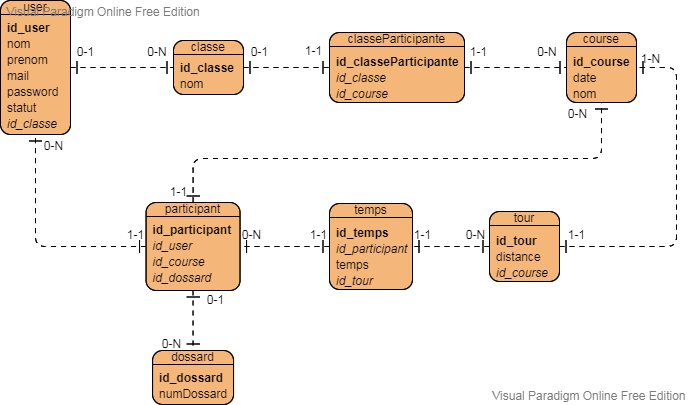 Visual Paradigm Online Free Edition
user
id_user
nom
prenom
mail
password
statut
id_classe
0-1
0-N
classe
id_classe
nom
0-1
1-1
classeParticipante
id_classeParticipante
id_classe
id_course
1-1
0-N
course
id_course
date
nom
1-N
0-N
0-N
1-1
1-1
participant
id_participant
id_user
id_course
id_dossard
0-N
1-1
temps
id_temps
id_participant
temps
id_tour
1-1
0-N
tour
id_tour
distance
id_course
1-1
0-1
0-N
dossard
id_dossard
numDossard
Visual Paradigm Online Free Edition